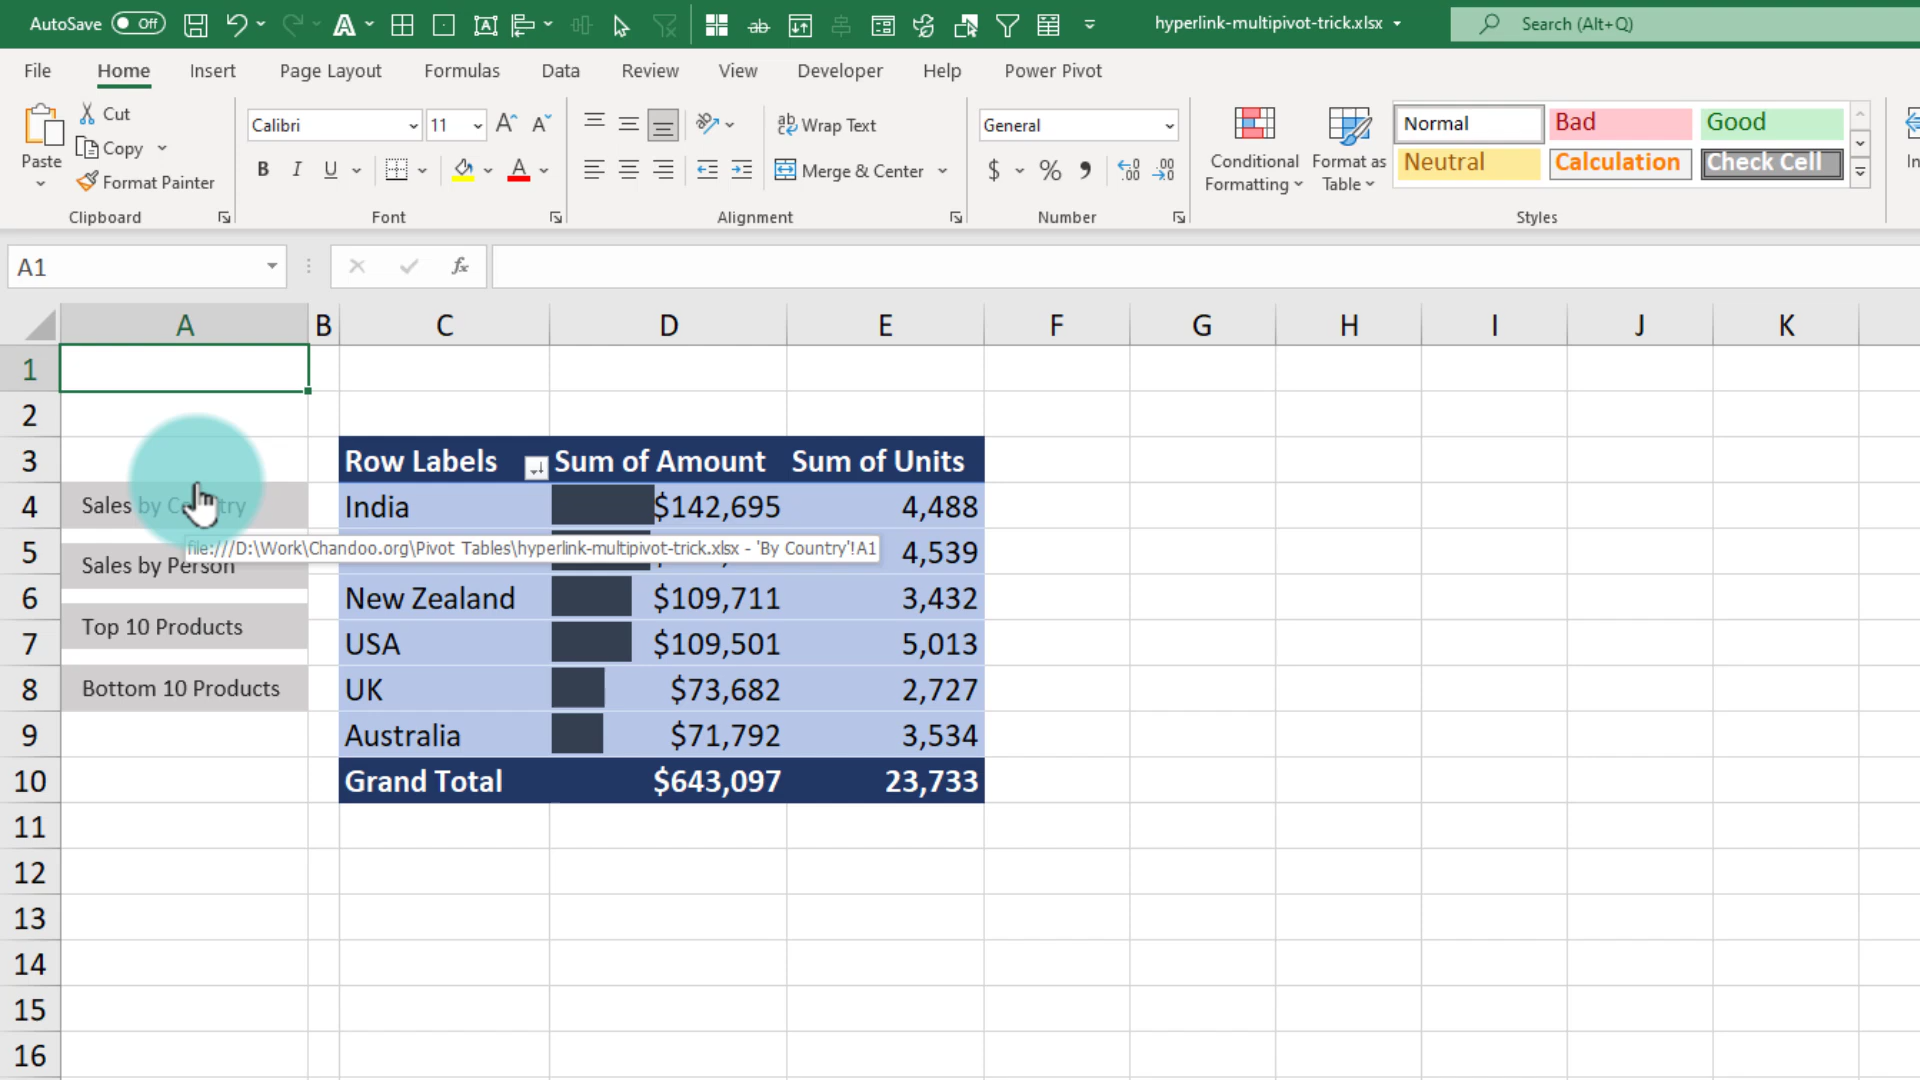 AutoSave Off hyperlink-multipivot-trick.xlsx Search (Alt+Q)
File Home Insert Page Layout Formulas Data Review View Developer Help Power Pivot
Paste Cut Copy Format Painter
Clipboard
Calibri 11
B I U
Font
Wrap Text
Merge & Center
Alignment
General
$ %
Number
Conditional Formatting
Format as Table
Normal Bad Good
Neutral Calculation Check Cell
Styles
A1 fx
A B C D E F G H I J K
1
2
3 Row Labels Sum of Amount Sum of Units
4 Sales by Country India $142,695 4,488
file:///D:\Work\Chandoo.org\Pivot Tables\hyperlink-multipivot-trick.xlsx - 'By Country'!A1
5 Sales by Person 4,539
6 New Zealand $109,711 3,432
Top 10 Products
7 USA $109,501 5,013
8 Bottom 10 Products UK $73,682 2,727
9 Australia $71,792 3,534
10 Grand Total $643,097 23,733
11
12
13
14
15
16